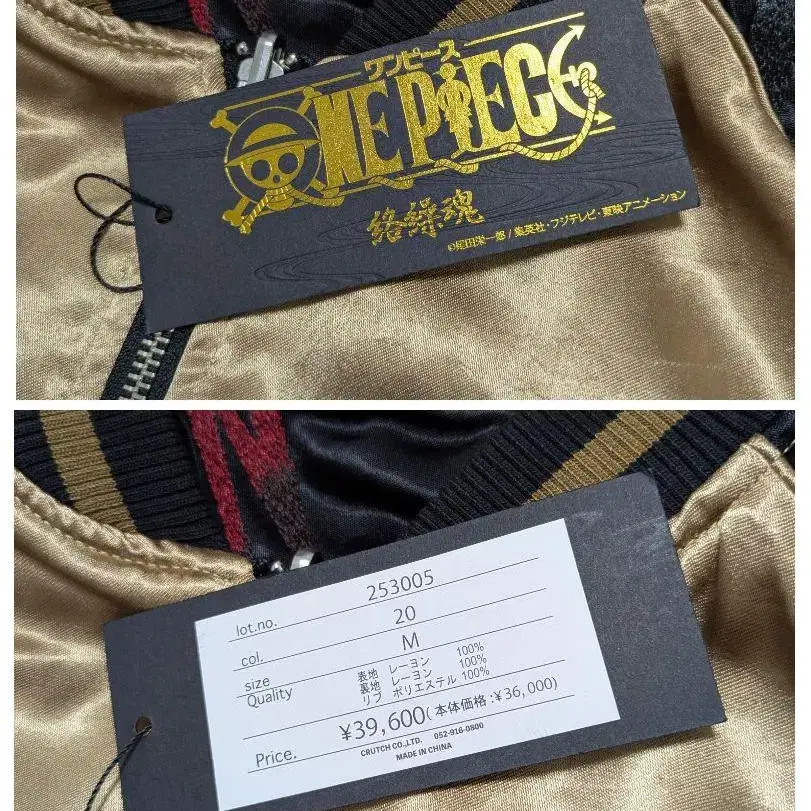 ワンピース
ONE PIECE
絡繰魂
©尾田栄一郎 / 集英社・フジテレビ・東映アニメーション
lot.no. 253005
col. 20
size M
Quality 表地 レーヨン 100%
裏地 レーヨン 100%
リブ ポリエステル 100%
Price. ¥39,600(本体価格:¥36,000)
CRUTCH CO.,LTD. 052-916-0800
MADE IN CHINA